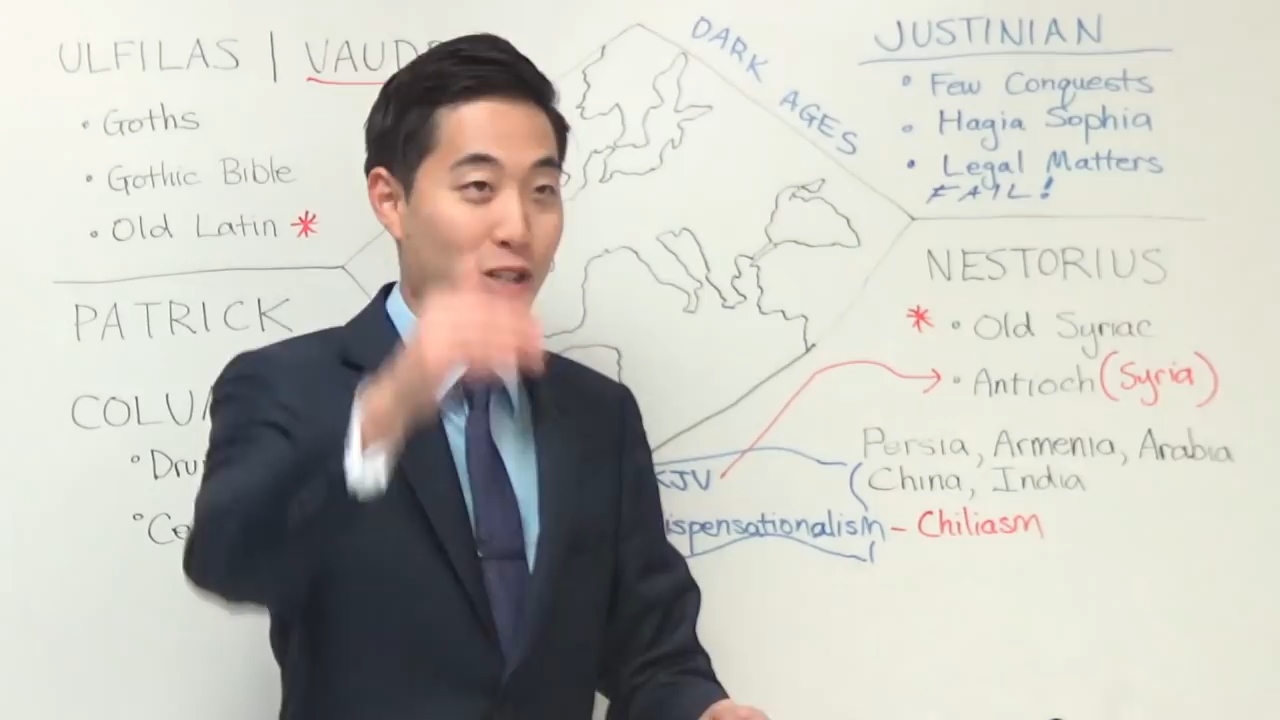 ULFILAS | VAUD
• Goths
• Gothic Bible
• Old Latin *
PATRICK
COLU
° Dru
° Ce
DARK AGES
JUSTINIAN
• Few Conquests
• Hagia Sophia
• Legal Matters
FAIL!
NESTORIUS
* • Old Syriac
• Antioch (Syria)
Persia, Armenia, Arabia
China, India
KJV
ispensationalism - Chiliasm